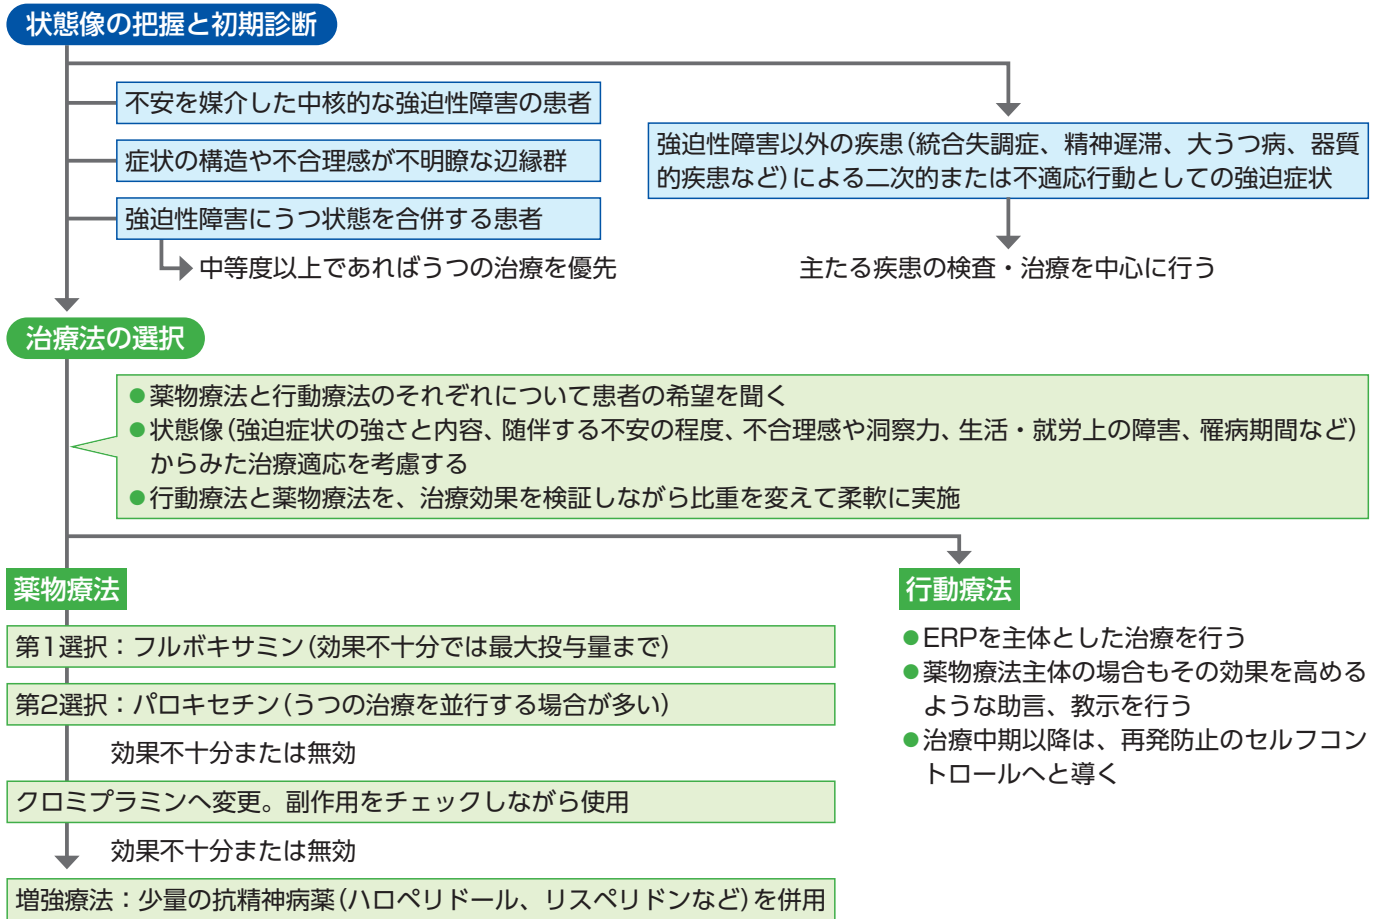 状態像の把握と初期診断
不安を媒介した中核的な強迫性障害の患者
症状の構造や不合理感が不明瞭な辺縁群
強迫性障害にうつ状態を合併する患者
中等度以上であればうつの治療を優先
強迫性障害以外の疾患(統合失調症、精神遅滞、大うつ病、器質
的疾患など)による二次的または不適応行動としての強迫症状
主たる疾患の検査・治療を中心に行う
治療法の選択
●薬物療法と行動療法のそれぞれについて患者の希望を聞く
●状態像(強迫症状の強さと内容、随伴する不安の程度、不合理感や洞察力、生活・就労上の障害、罹病期間など)
からみた治療適応を考慮する
●行動療法と薬物療法を、治療効果を検証しながら比重を変えて柔軟に実施
薬物療法
第1選択：フルボキサミン(効果不十分では最大投与量まで)
第2選択：パロキセチン(うつの治療を並行する場合が多い)
効果不十分または無効
クロミプラミンへ変更。副作用をチェックしながら使用
効果不十分または無効
増強療法：少量の抗精神病薬(ハロペリドール、リスペリドンなど)を併用
行動療法
●ERPを主体とした治療を行う
●薬物療法主体の場合もその効果を高める
ような助言、教示を行う
●治療中期以降は、再発防止のセルフコン
トロールへと導く